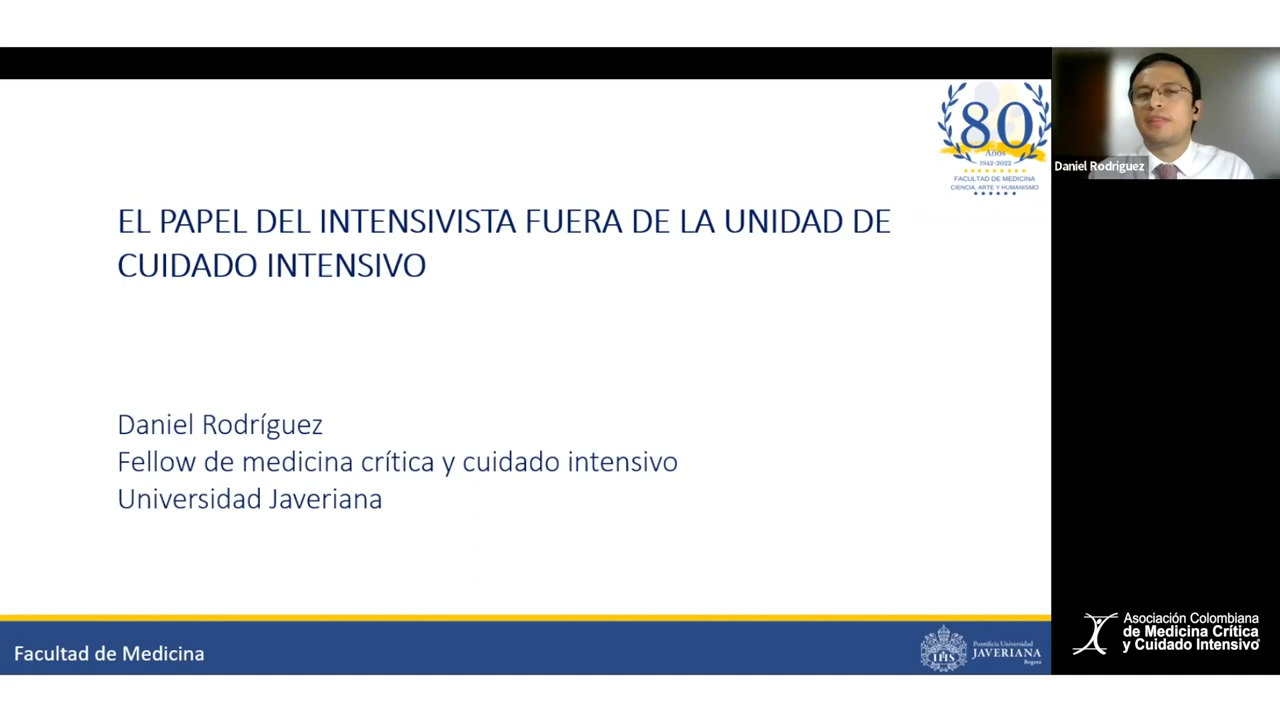 80
Años
1942-2022
FACULTAD DE MEDICINA
CIENCIA, ARTE Y HUMANISMO
Daniel Rodriguez
EL PAPEL DEL INTENSIVISTA FUERA DE LA UNIDAD DE
CUIDADO INTENSIVO
Daniel Rodríguez
Fellow de medicina crítica y cuidado intensivo
Universidad Javeriana
Facultad de Medicina
IHS
Pontificia Universidad
JAVERIANA
Bogotá
Asociación Colombiana
de Medicina Crítica
y Cuidado Intensivo